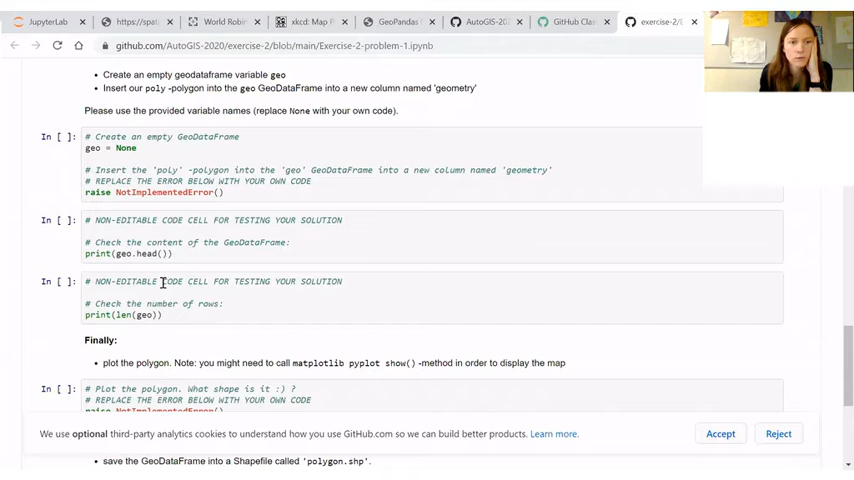 JupyterLab
https://spat
World Robin
xkcd: Map P
GeoPandas C
AutoGIS-202
GitHub Clas
exercise-2/E
github.com/AutoGIS-2020/exercise-2/blob/main/Exercise-2-problem-1.ipynb
• Create an empty geodataframe variable geo
• Insert our poly -polygon into the geo GeoDataFrame into a new column named 'geometry'
Please use the provided variable names (replace None with your own code).
In [ ]: # Create an empty GeoDataFrame
geo = None
# Insert the 'poly' -polygon into the 'geo' GeoDataFrame into a new column named 'geometry'
# REPLACE THE ERROR BELOW WITH YOUR OWN CODE
raise NotImplementedError()
In [ ]: # NON-EDITABLE CODE CELL FOR TESTING YOUR SOLUTION
# Check the content of the GeoDataFrame:
print(geo.head())
In [ ]: # NON-EDITABLE CODE CELL FOR TESTING YOUR SOLUTION
# Check the number of rows:
print(len(geo))
Finally:
• plot the polygon. Note: you might need to call matplotlib pyplot show() -method in order to display the map
In [ ]: # Plot the polygon. What shape is it :) ?
# REPLACE THE ERROR BELOW WITH YOUR OWN CODE
raise NotImplementedError()
We use optional third-party analytics cookies to understand how you use GitHub.com so we can build better products. Learn more.
Accept
Reject
• save the GeoDataFrame into a Shapefile called 'polygon.shp'.